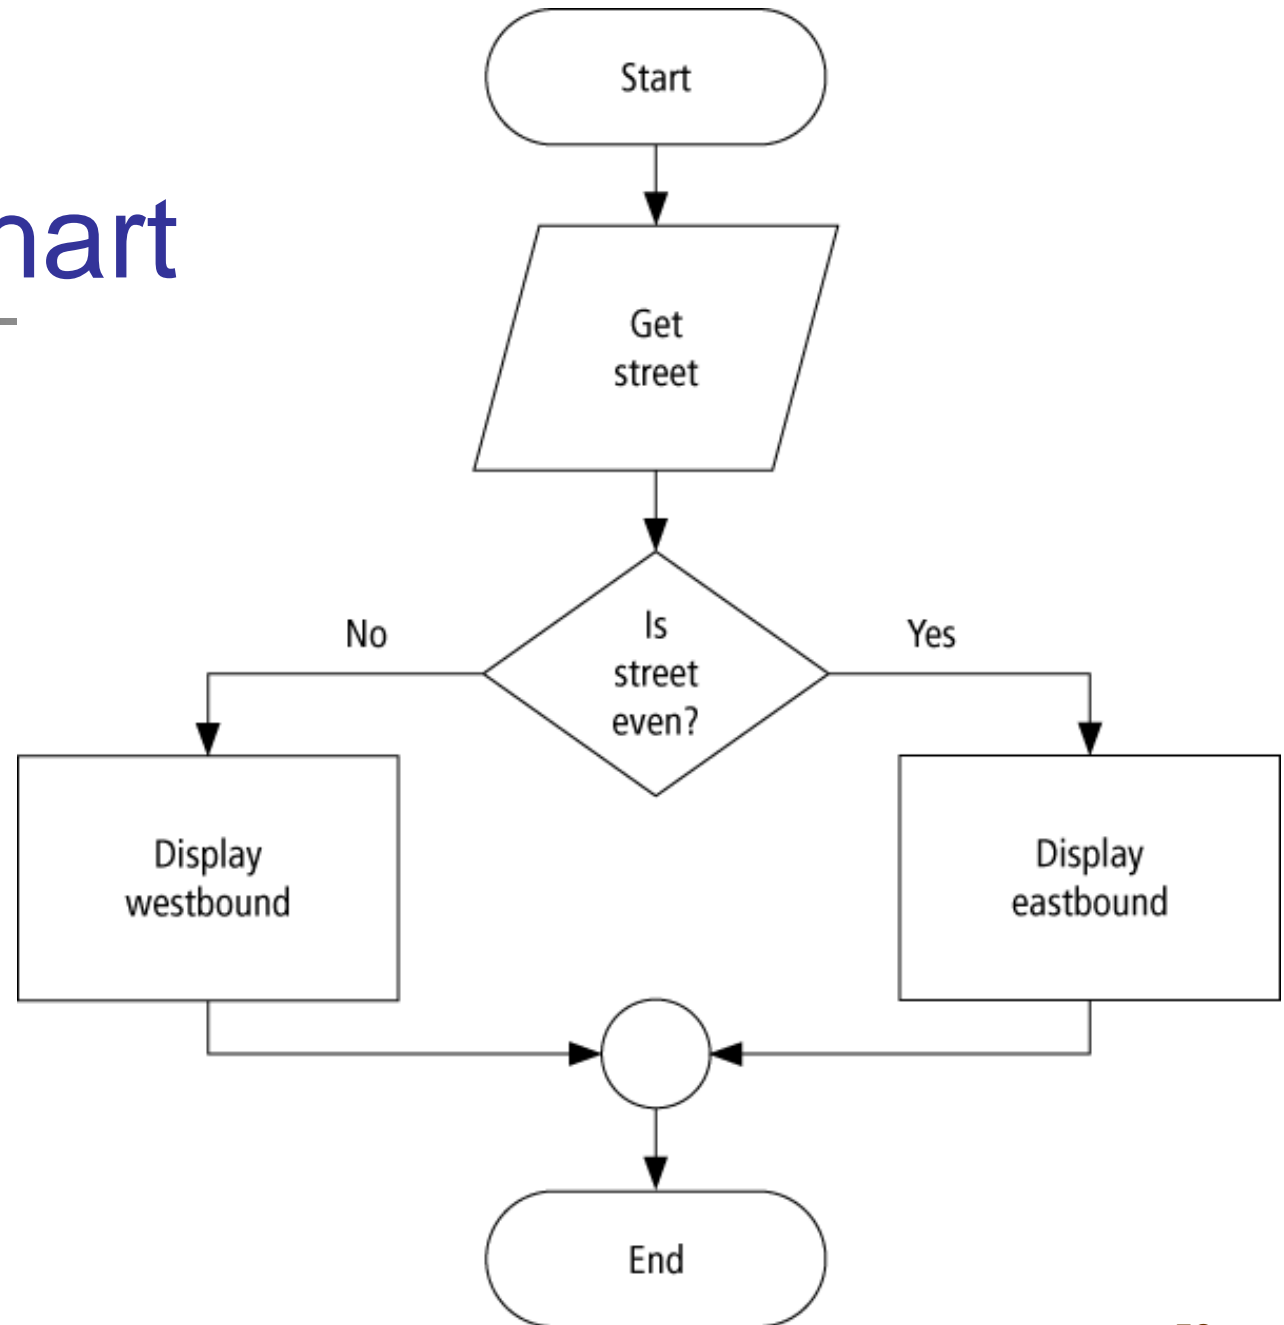 Start
hart
Get
street
No
Is
street
even?
Yes
Display
westbound
Display
eastbound
End